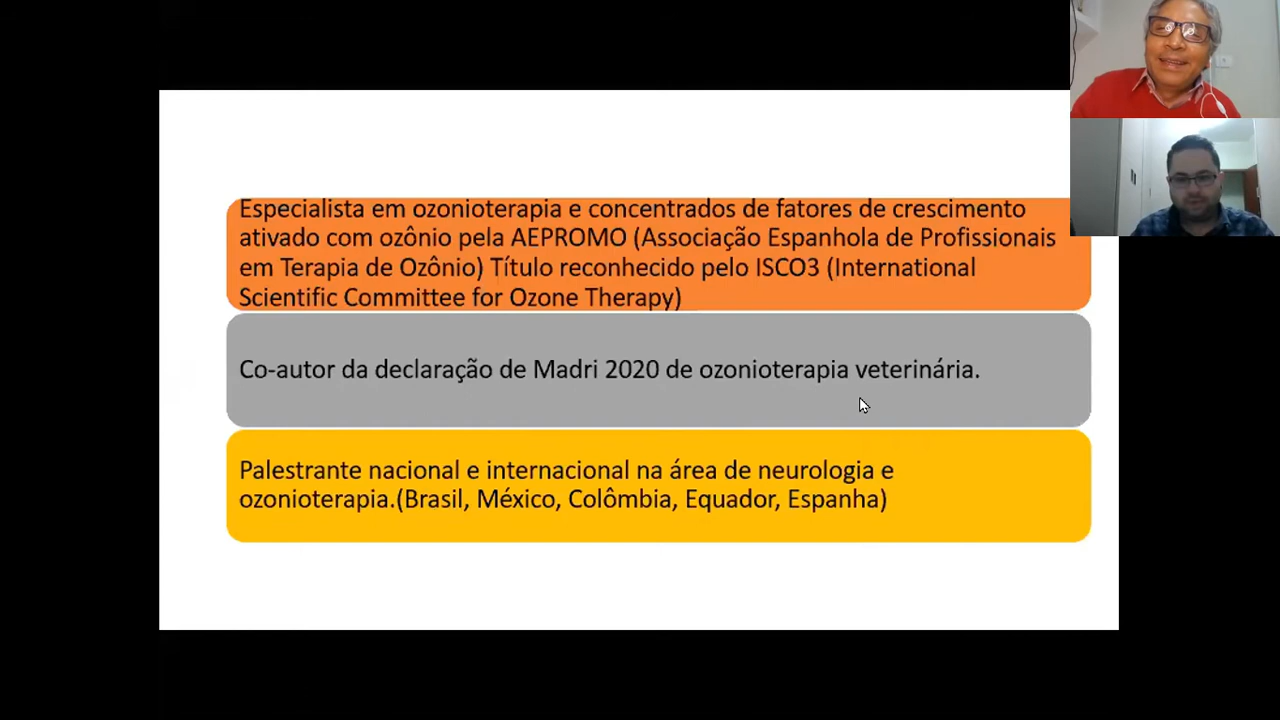 Especialista em ozonioterapia e concentrados de fatores de crescimento
ativado com ozônio pela AEPROMO (Associação Espanhola de Profissionais
em Terapia de Ozônio) Título reconhecido pelo ISCO3 (International
Scientific Committee for Ozone Therapy)
Co-autor da declaração de Madri 2020 de ozonioterapia veterinária.
Palestrante nacional e internacional na área de neurologia e
ozonioterapia.(Brasil, México, Colômbia, Equador, Espanha)